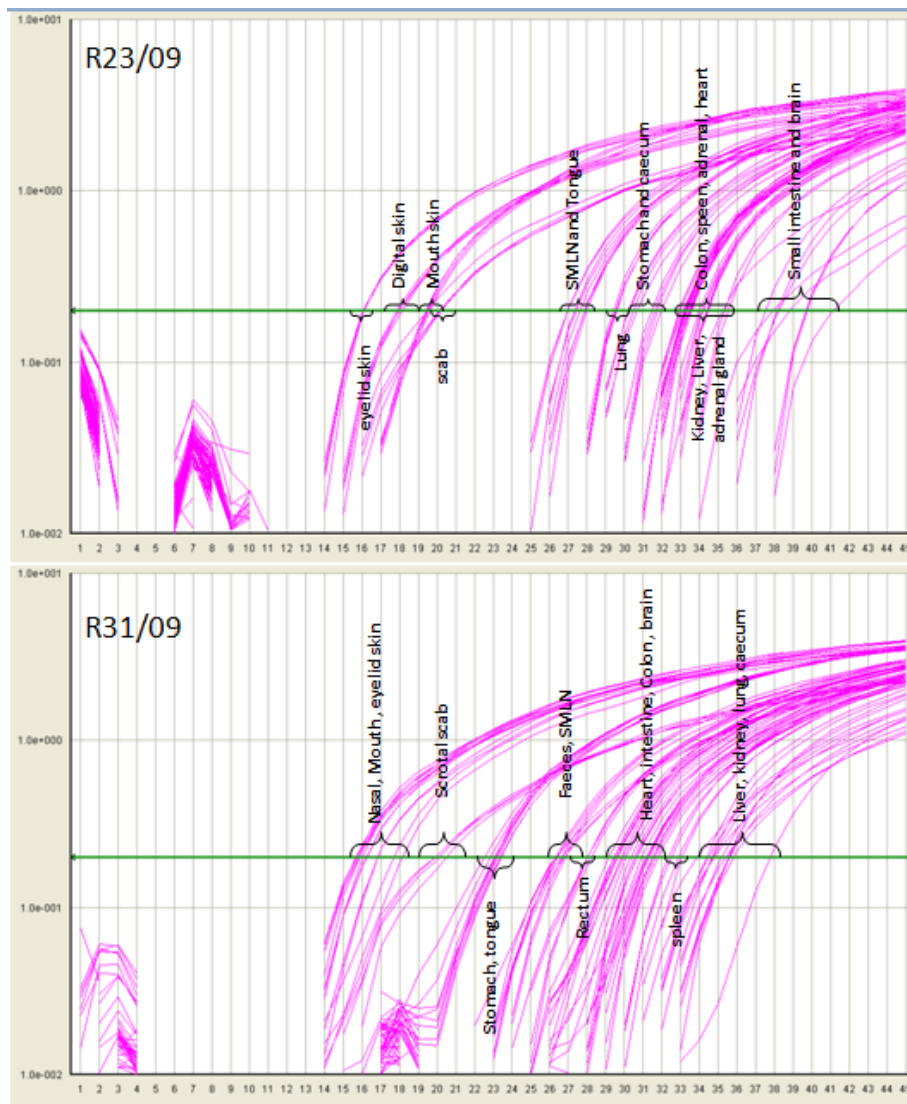 1.0e+001
R23/09
1.0e+000
1.0e-001
1.0e-002
eyelid skin
Digital skin
Mouth skin
scab
SMLN and Tongue
Lung
Stomach and caecum
Colon, speen, adrenal, heart
Kidney, Liver,
adrenal gland
Small intestine and brain
1 2 3 4 5 6 7 8 9 10 11 12 13 14 15 16 17 18 19 20 21 22 23 24 25 26 27 28 29 30 31 32 33 34 35 36 37 38 39 40 41 42 43 44 45
1.0e+001
R31/09
1.0e+000
1.0e-001
1.0e-002
Nasal, Mouth, eyelid skin
Scrotal scab
Stomach, tongue
Faeces, SMLN
Rectum
Heart, intestine, Colon, brain
spleen
Liver, kidney, lung, caecum
1 2 3 4 5 6 7 8 9 10 11 12 13 14 15 16 17 18 19 20 21 22 23 24 25 26 27 28 29 30 31 32 33 34 35 36 37 38 39 40 41 42 43 44 45